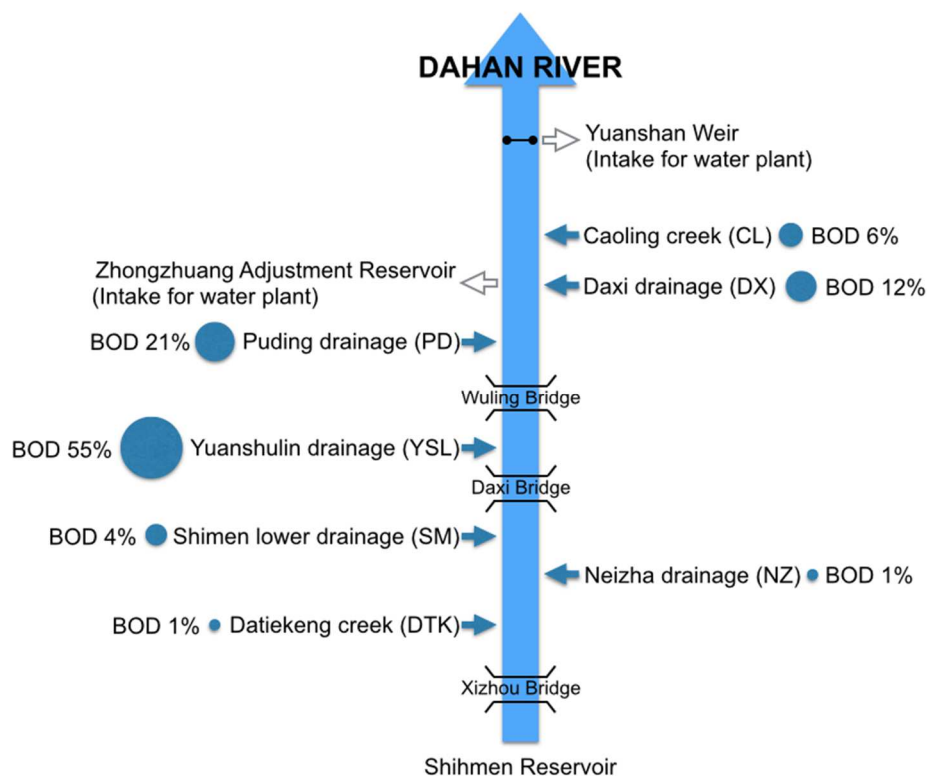 DAHAN RIVER
Yuanshan Weir
(Intake for water plant)
Caoling creek (CL) BOD 6%
Zhongzhuang Adjustment Reservoir
(Intake for water plant)
Daxi drainage (DX) BOD 12%
BOD 21% Puding drainage (PD)
Wuling Bridge
BOD 55% Yuanshulin drainage (YSL)
Daxi Bridge
BOD 4% Shimen lower drainage (SM)
Neizha drainage (NZ) BOD 1%
BOD 1% Datiekeng creek (DTK)
Xizhou Bridge
Shihmen Reservoir